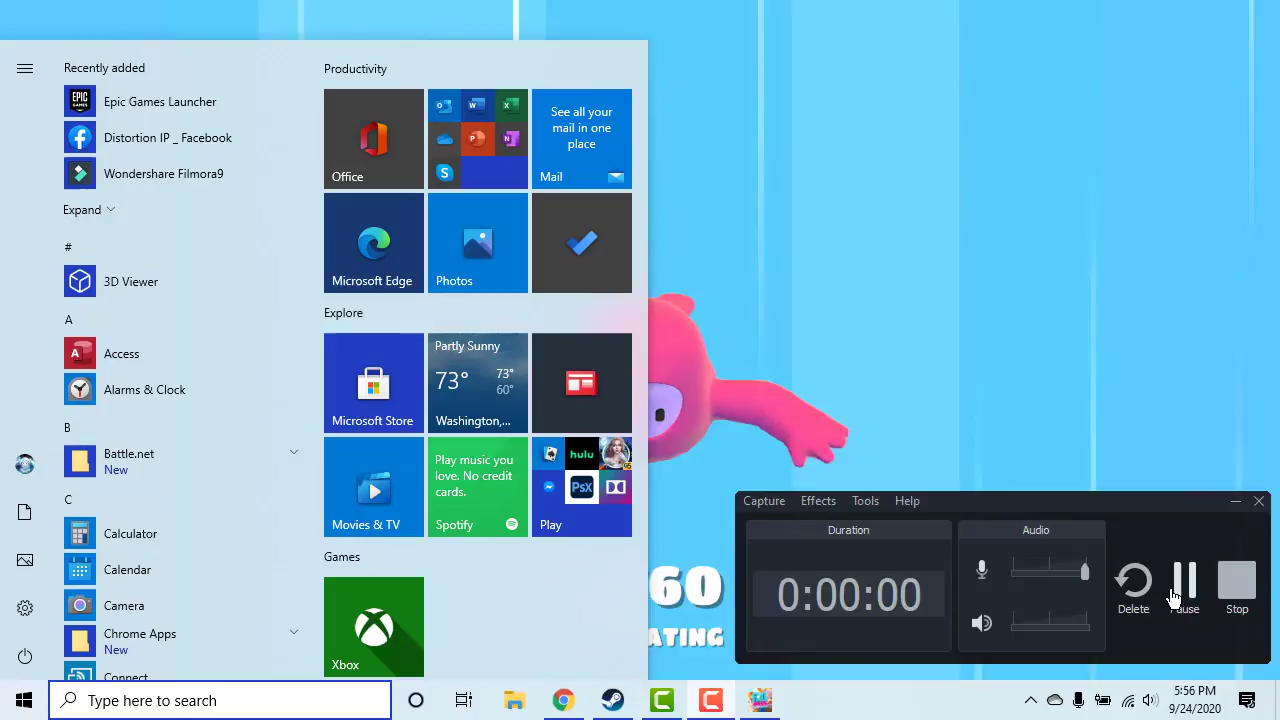 Recently added
EPIC GAMES
Epic Games Launcher
Distortion IP _ Facebook
Wondershare Filmora9
Expand
#
3D Viewer
A
Access
Alarms & Clock
B
Battle.net
New
C
Calculator
Calendar
Camera
Chrome Apps
New
Connect
Productivity
Office
See all your
mail in one
place
Mail
Microsoft Edge
Photos
Explore
Microsoft Store
Partly Sunny
73°
73°
60°
Washington,...
Movies & TV
Play music you
love. No credit
cards.
Spotify
hulu
PsX
Play
Games
Xbox
60
ATING
Capture
Effects
Tools
Help
Duration
0:00:00
Audio
Delete
Pause
Stop
Type here to search
5:56 PM
9/24/2020